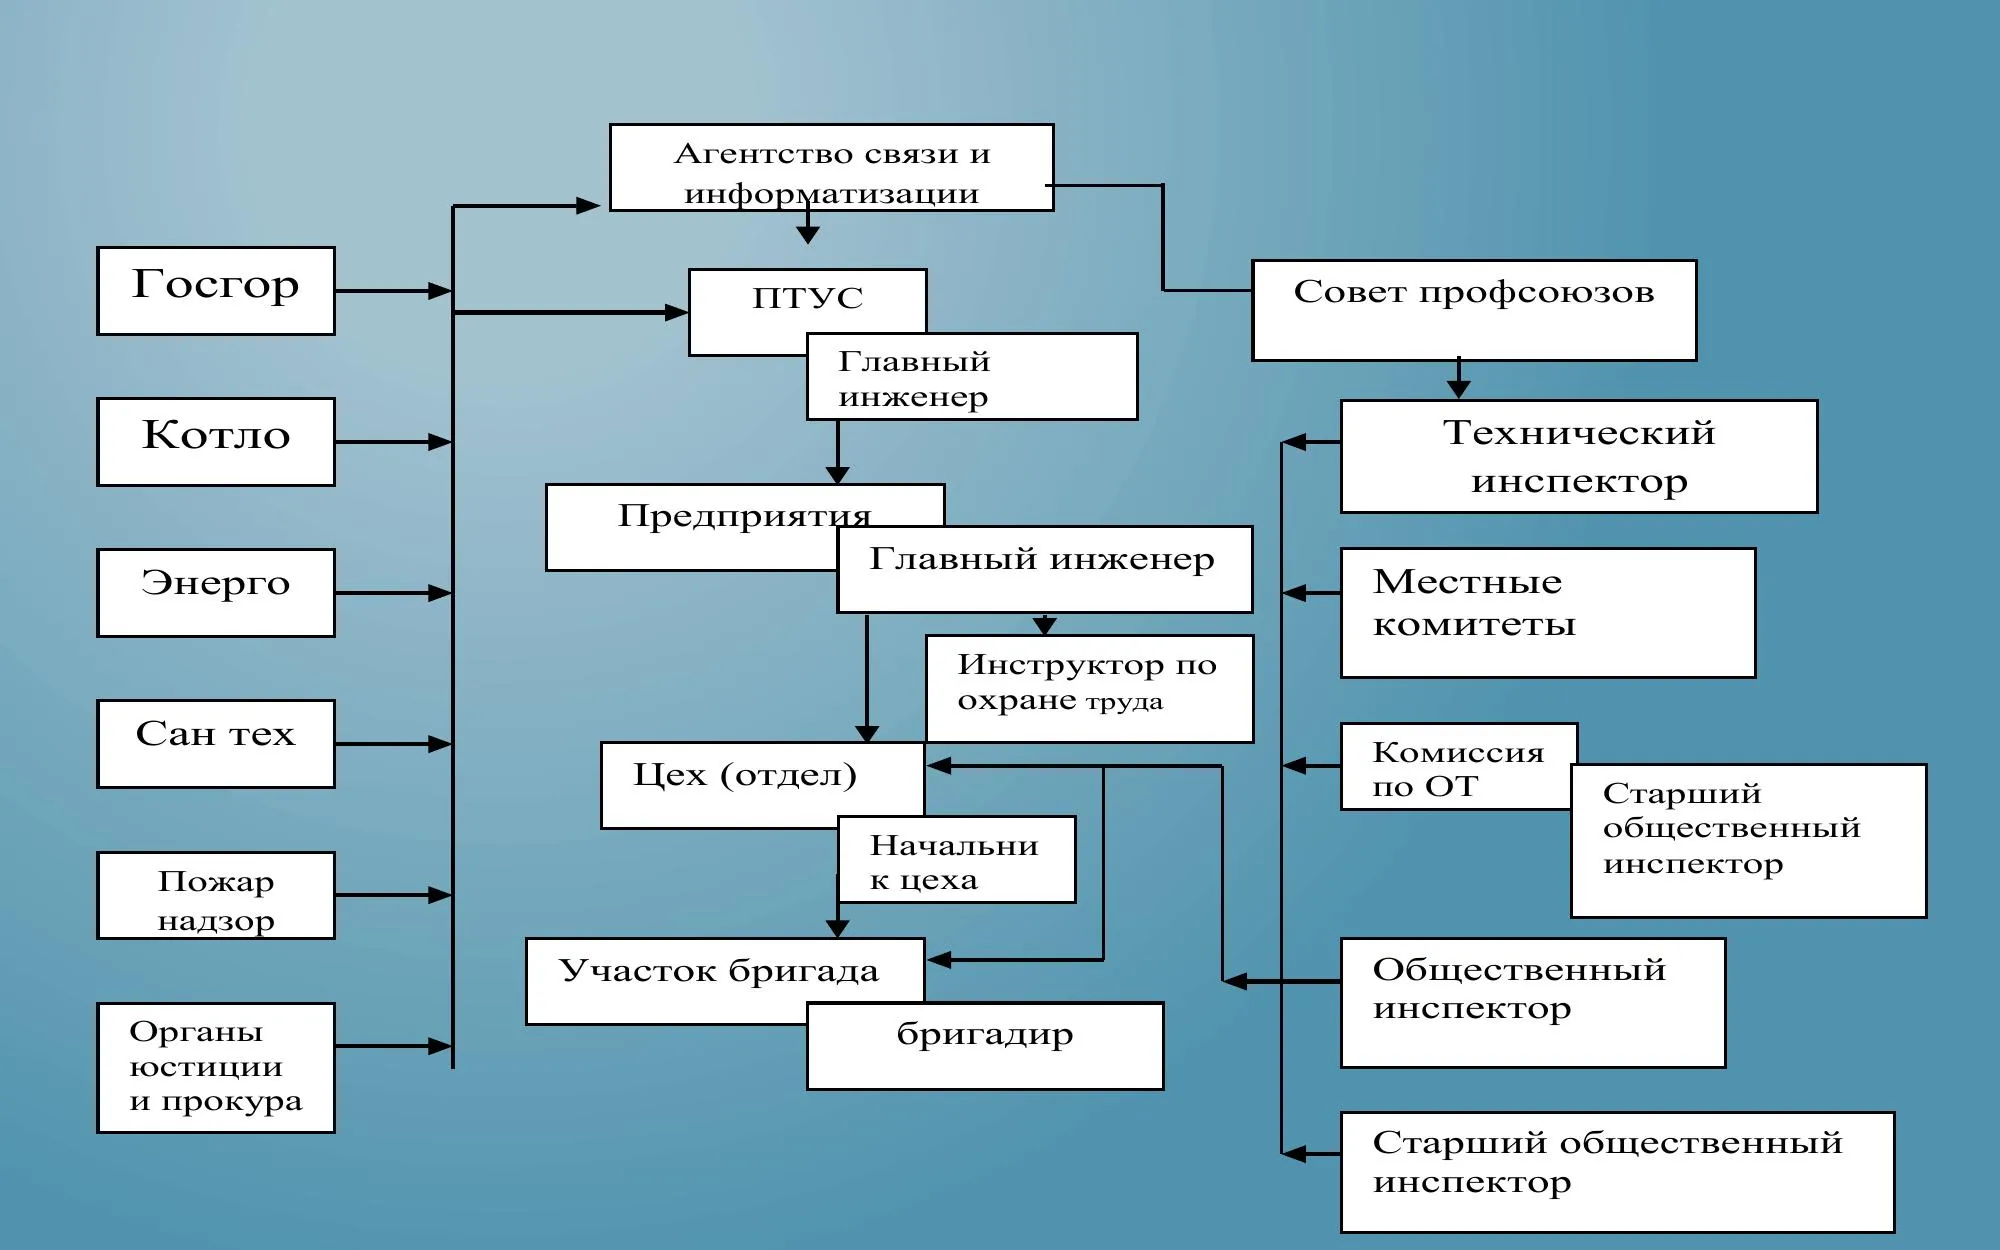 Агентство связи и
информатизации
Госгор
ПТУС
Совет профсоюзов
Главный
инженер
Котло
Технический
инспектор
Предприятия
Главный инженер
Энерго
Местные
комитеты
Инструктор по
охране труда
Сан тех
Цех (отдел)
Комиссия
по ОТ
Старший
общественный
инспектор
Начальни
к цеха
Пожар
надзор
Участок бригада
Общественный
инспектор
бригадир
Органы
юстиции
и прокура
Старший общественный
инспектор